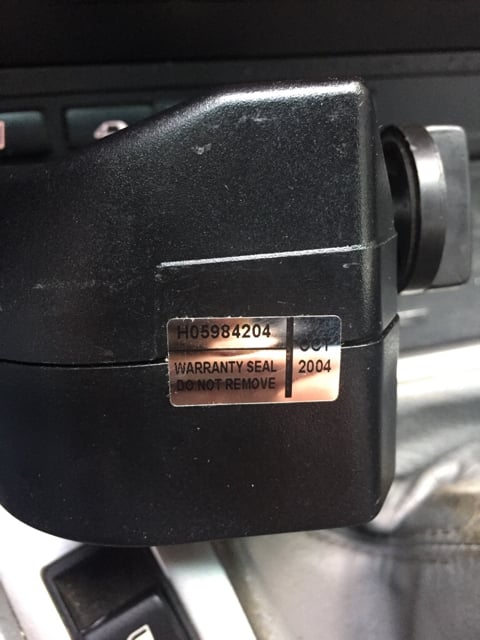 H05984204
WARRANTY SEAL
DO NOT REMOVE
OCT
2004